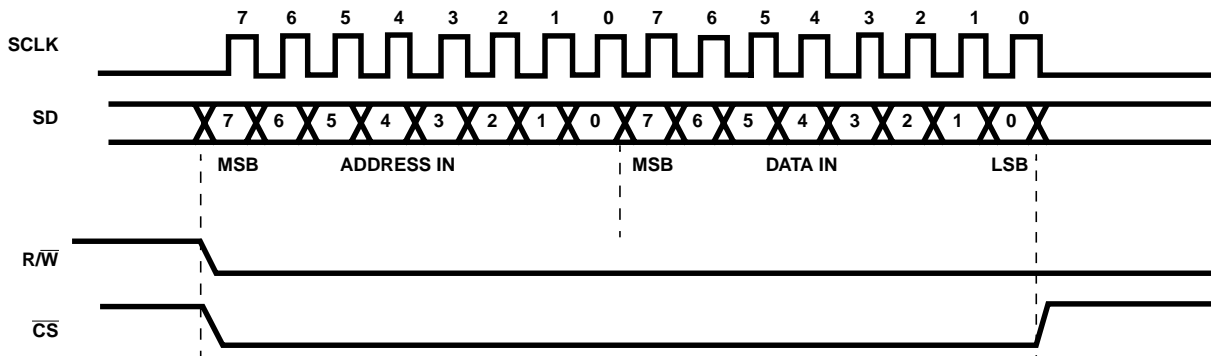 7 6 5 4 3 2 1 0 7 6 5 4 3 2 1 0
SCLK
SD 7 6 5 4 3 2 1 0 7 6 5 4 3 2 1 0
MSB ADDRESS IN MSB DATA IN LSB
R/W̅
C̅S̅